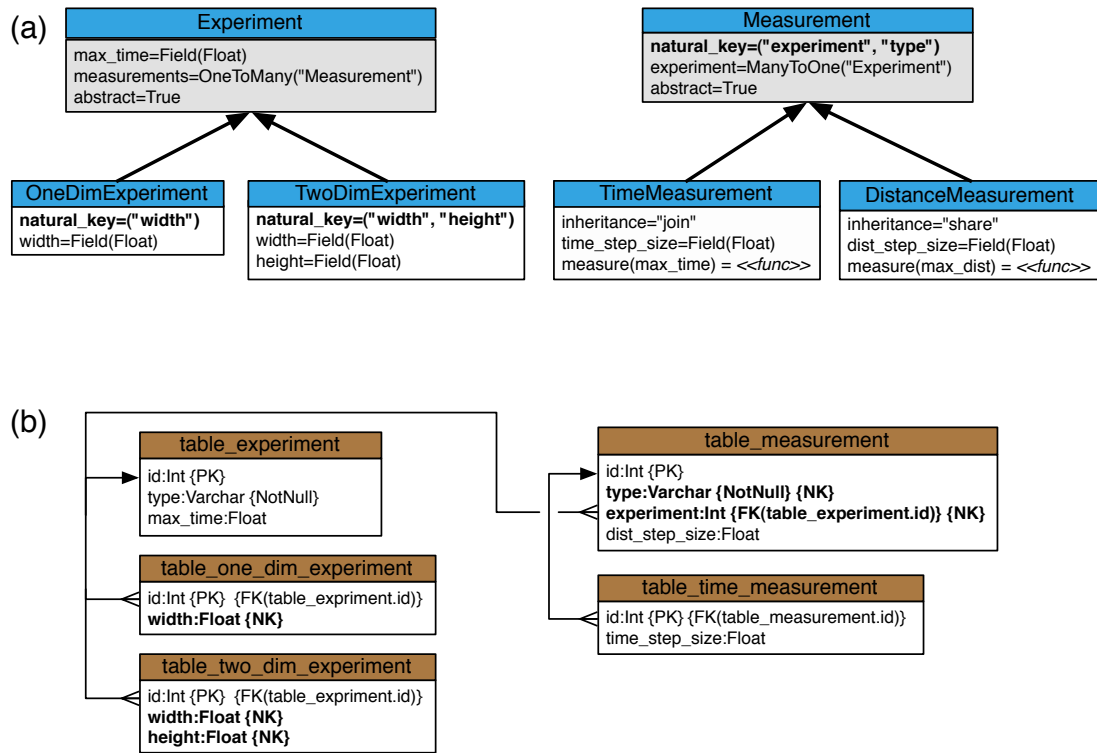 (a)
Experiment
max_time=Field(Float)
measurements=OneToMany("Measurement")
abstract=True
Measurement
natural_key=("experiment", "type")
experiment=ManyToOne("Experiment")
abstract=True
OneDimExperiment
natural_key=("width")
width=Field(Float)
TwoDimExperiment
natural_key=("width", "height")
width=Field(Float)
height=Field(Float)
TimeMeasurement
inheritance="join"
time_step_size=Field(Float)
measure(max_time) = <<func>>
DistanceMeasurement
inheritance="share"
dist_step_size=Field(Float)
measure(max_dist) = <<func>>
(b)
table_experiment
id:Int {PK}
type:Varchar {NotNull}
max_time:Float
table_one_dim_experiment
id:Int {PK} {FK(table_expriment.id)}
width:Float {NK}
table_two_dim_experiment
id:Int {PK} {FK(table_expriment.id)}
width:Float {NK}
height:Float {NK}
table_measurement
id:Int {PK}
type:Varchar {NotNull} {NK}
experiment:Int {FK(table_experiment.id)} {NK}
dist_step_size:Float
table_time_measurement
id:Int {PK} {FK(table_measurement.id)}
time_step_size:Float